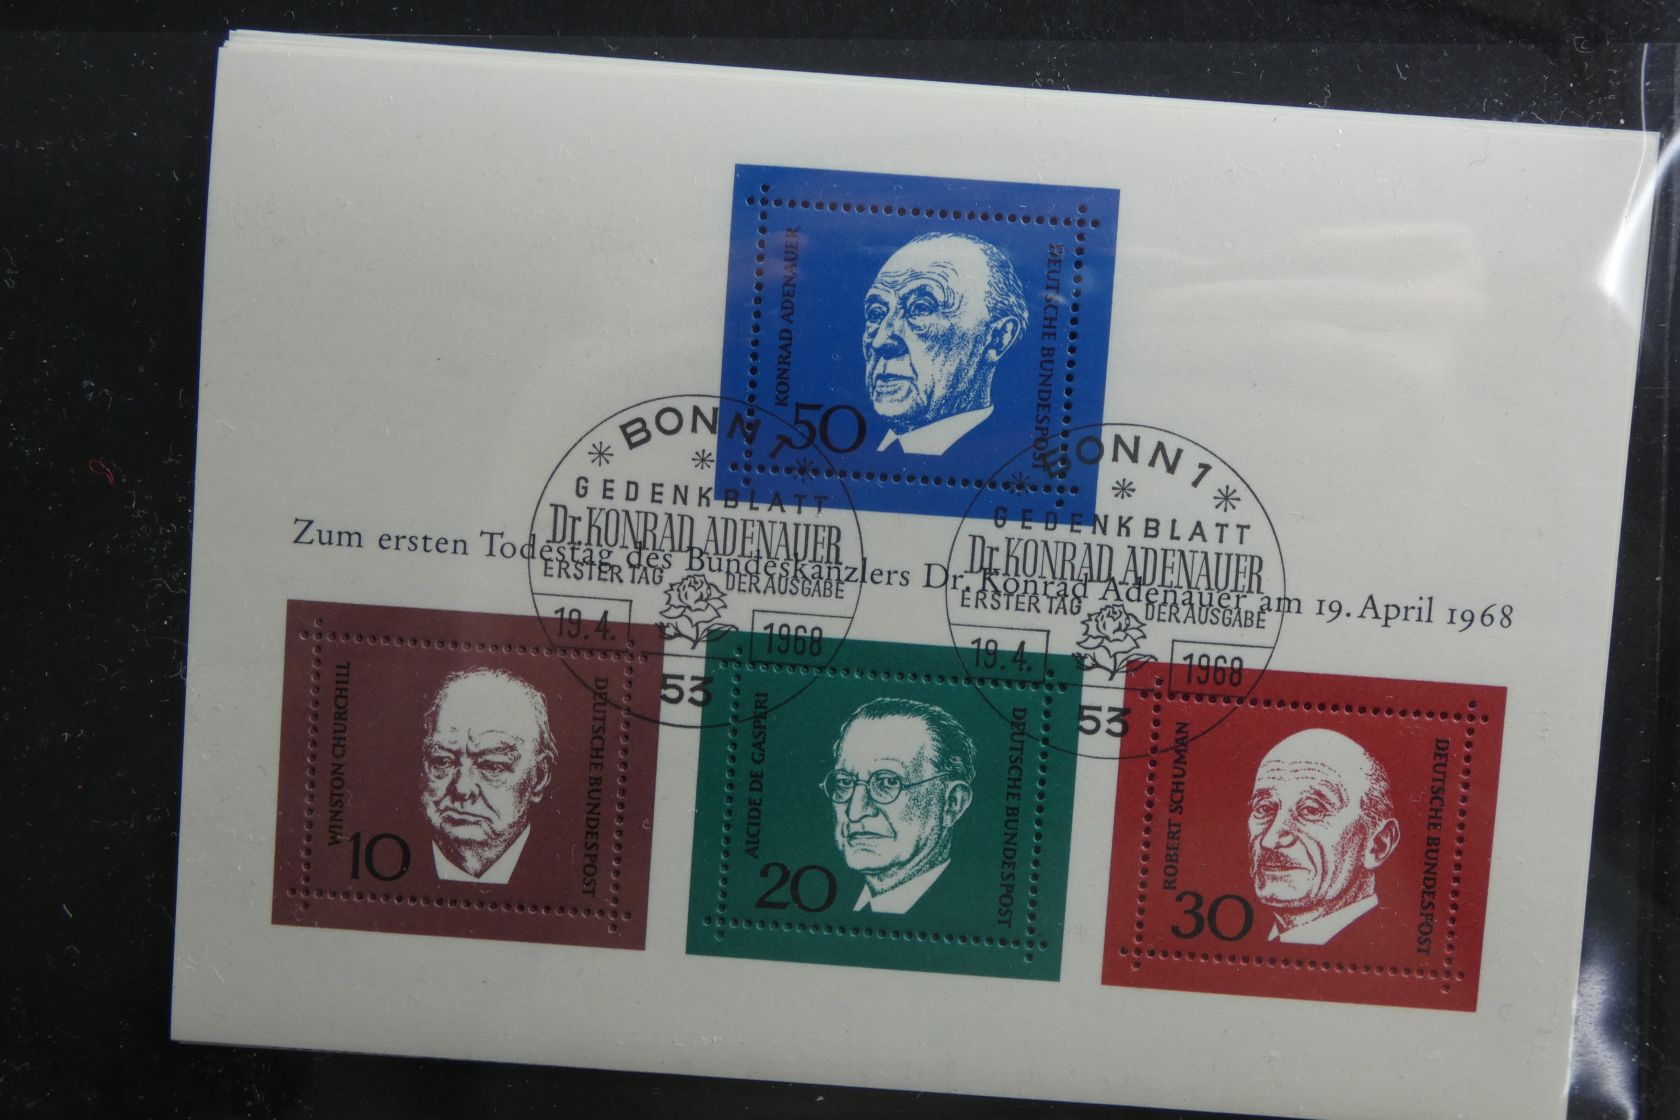 KONRAD ADENAUER
DEUTSCHE BUNDESPOST
50
BONN 1
GEDENKBLATT
Dr. KONRAD ADENAUER
ERSTER TAG DER AUSGABE
19.4. 1968
53
BONN 1
GEDENKBLATT
Dr. KONRAD ADENAUER
ERSTER TAG DER AUSGABE
19.4. 1968
53
Zum ersten Todestag des Bundeskanzlers Dr. Konrad Adenauer am 19. April 1968
WINSTON CHURCHILL
DEUTSCHE BUNDESPOST
10
ALCIDE DE GASPERI
DEUTSCHE BUNDESPOST
20
ROBERT SCHUMAN
DEUTSCHE BUNDESPOST
30